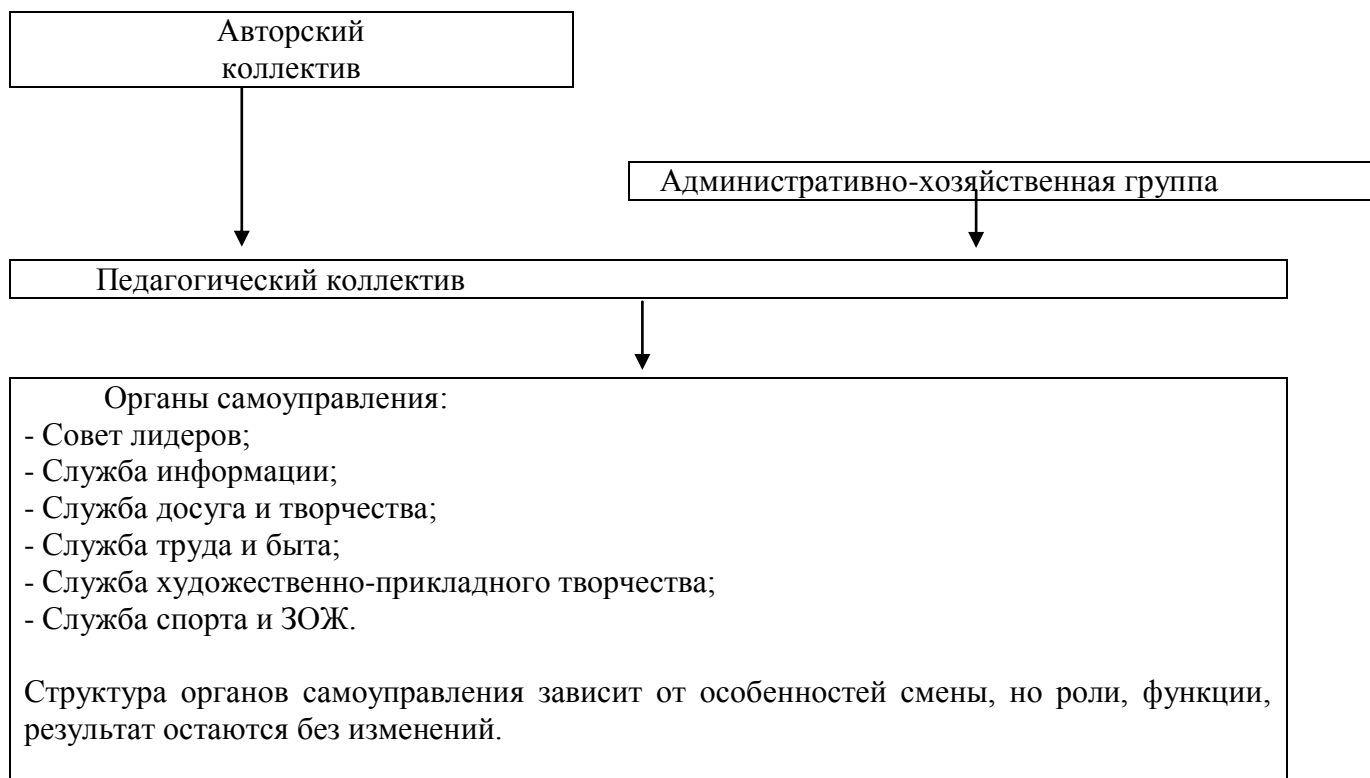 Авторский
коллектив
Административно-хозяйственная группа
Педагогический коллектив
Органы самоуправления:
- Совет лидеров;
- Служба информации;
- Служба досуга и творчества;
- Служба труда и быта;
- Служба художественно-прикладного творчества;
- Служба спорта и ЗОЖ.
Структура органов самоуправления зависит от особенностей смены, но роли, функции,
результат остаются без изменений.